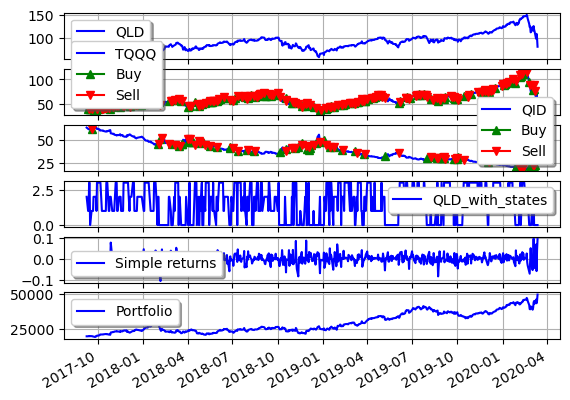 150
QLD
100
TQQQ
Buy
100
Sell
50
QID
Buy
50
Sell
25
2.5
QLD_with_states
0.0
0.1
0.0
Simple returns
−0.1
50000
Portfolio
25000
2017-10 2018-01 2018-04 2018-07 2018-10 2019-01 2019-04 2019-07 2019-10 2020-01 2020-04